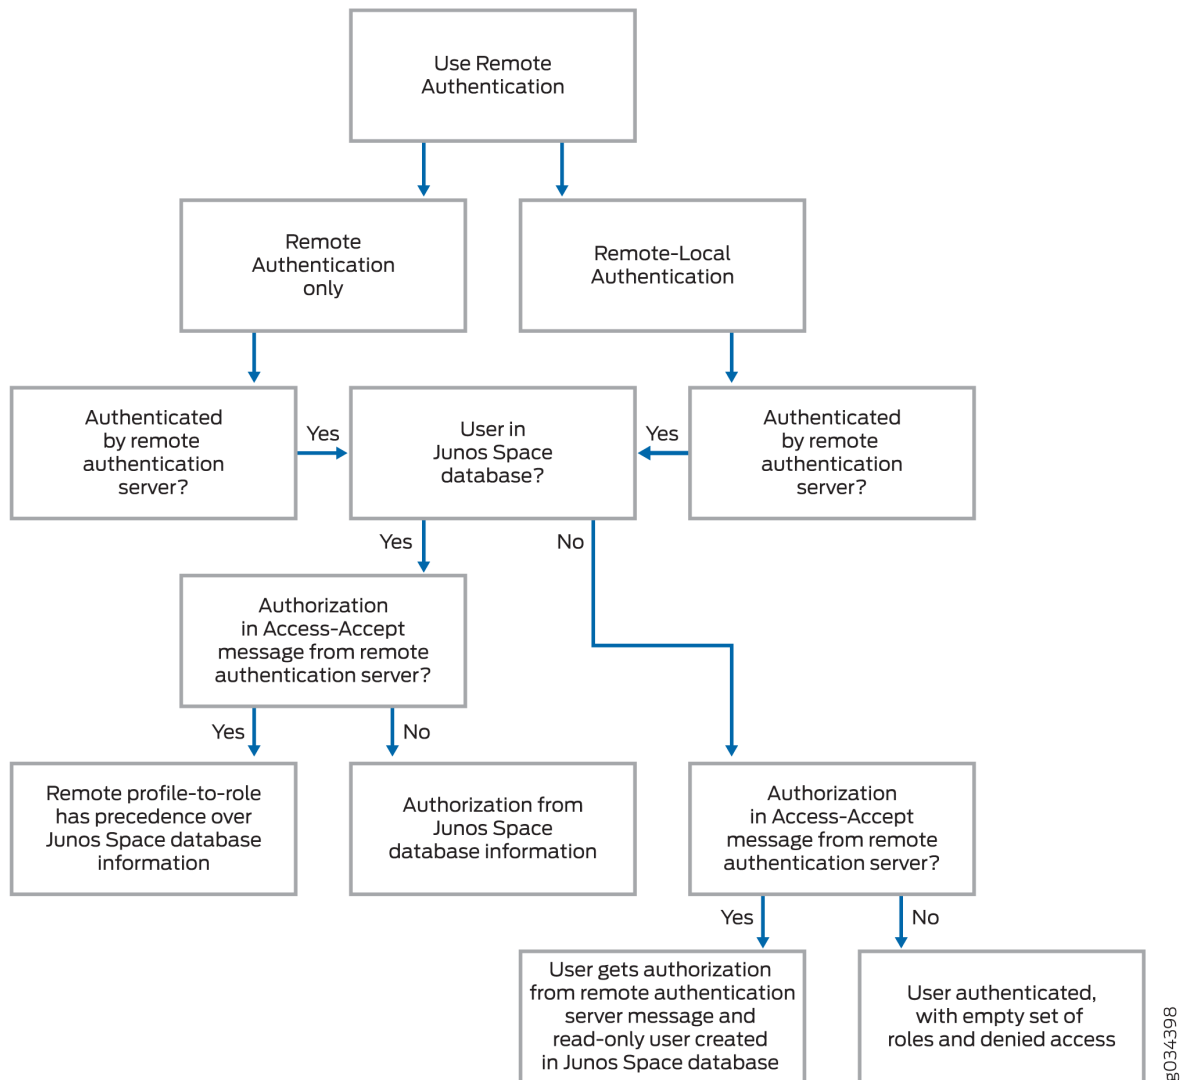 Use Remote
Authentication
Remote
Authentication
only
Remote-Local
Authentication
Authenticated
by remote
authentication
server?
Yes
User in
Junos Space
database?
Yes
Authenticated
by remote
authentication
server?
Yes
No
Authorization
in Access-Accept
message from remote
authentication server?
Yes
No
Remote profile-to-role
has precedence over
Junos Space database
information
Authorization from
Junos Space
database information
Authorization
in Access-Accept
message from remote
authentication server?
Yes
No
User gets authorization
from remote authentication
server message and
read-only user created
in Junos Space database
User authenticated,
with empty set of
roles and denied access
g034398